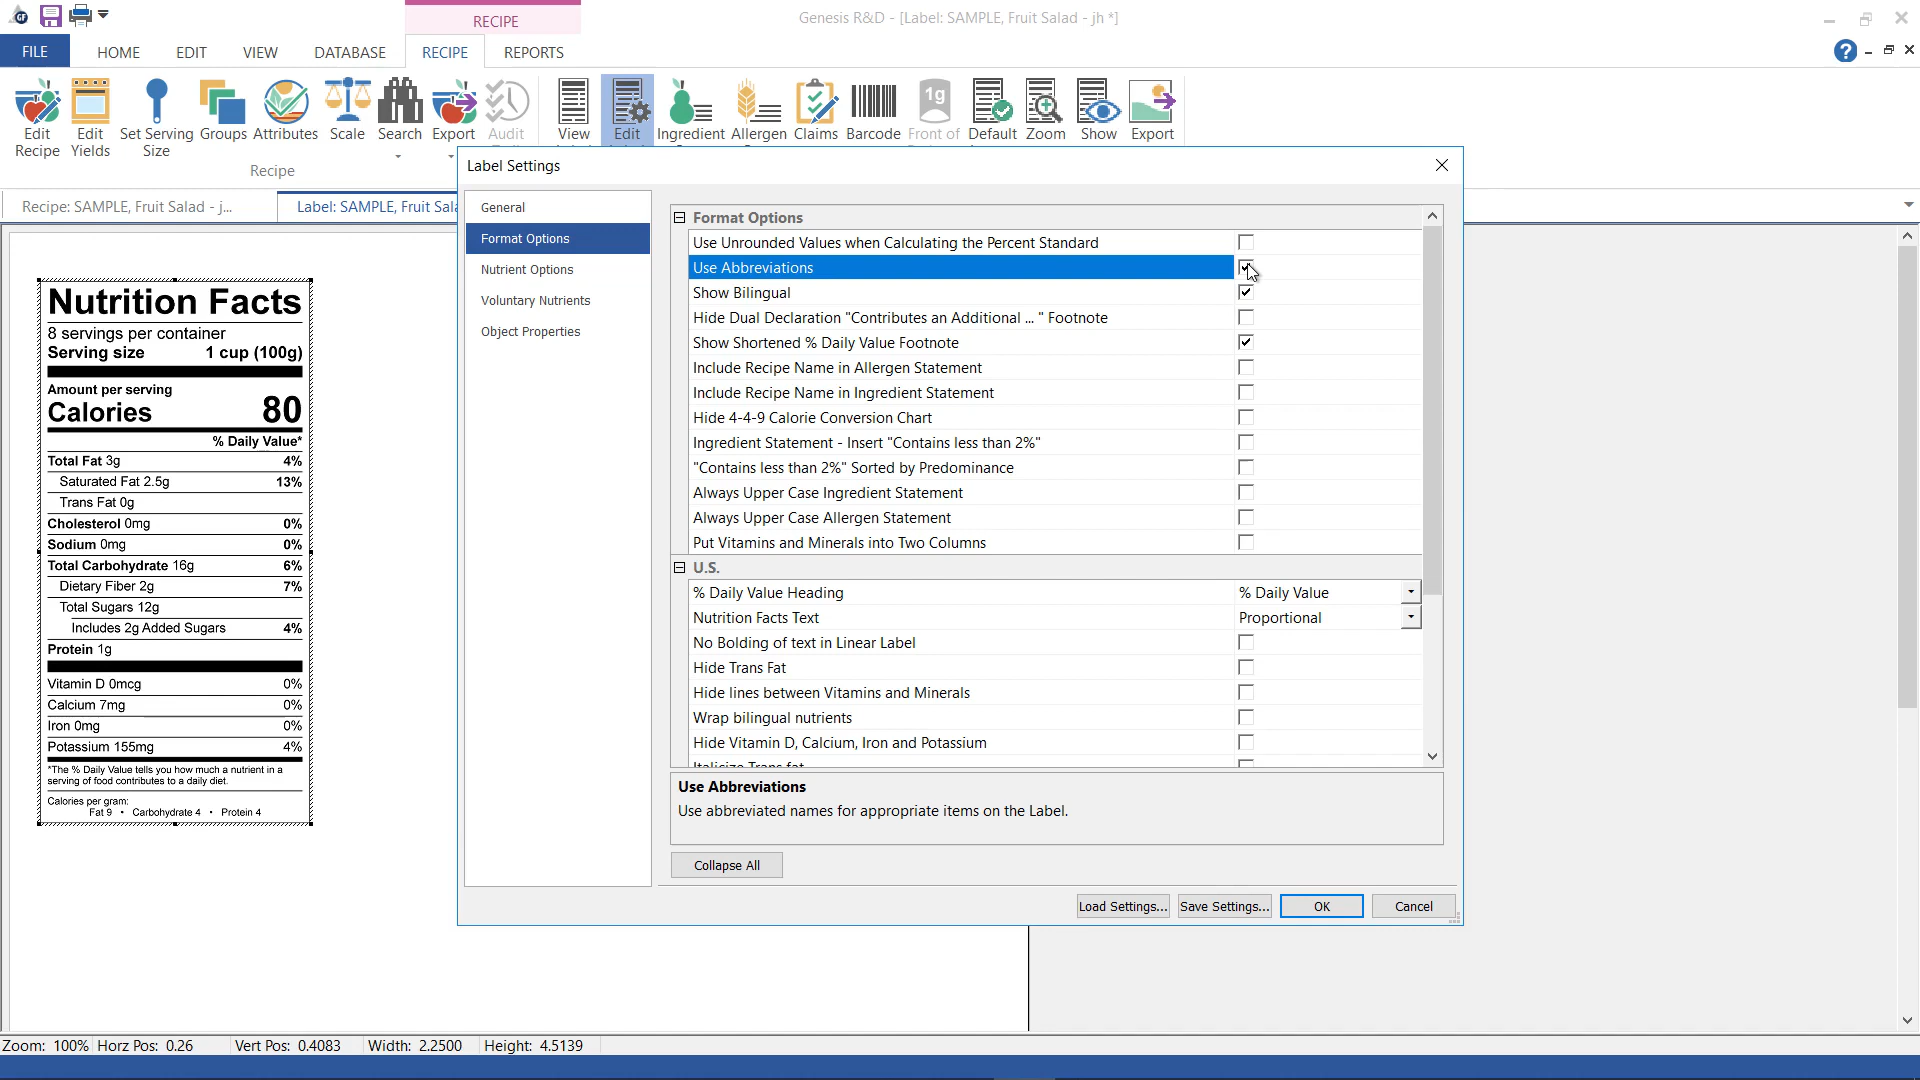 GF
RECIPE
Genesis R&D - [Label: SAMPLE, Fruit Salad - jh *]
FILE HOME EDIT VIEW DATABASE RECIPE REPORTS
?
1g
Edit Recipe
Edit Yields
Set Serving Size
Groups
Attributes
Scale
Search
Export
Audit
View
Edit
Ingredient
Allergen
Claims
Barcode
Front of
Default
Zoom
Show
Export
Recipe
Recipe: SAMPLE, Fruit Salad - j...
Label: SAMPLE, Fruit Sala
Label Settings
General
Format Options
Nutrient Options
Voluntary Nutrients
Object Properties
Format Options
Use Unrounded Values when Calculating the Percent Standard
Use Abbreviations
Show Bilingual
Hide Dual Declaration "Contributes an Additional ... " Footnote
Show Shortened % Daily Value Footnote
Include Recipe Name in Allergen Statement
Include Recipe Name in Ingredient Statement
Hide 4-4-9 Calorie Conversion Chart
Ingredient Statement - Insert "Contains less than 2%"
"Contains less than 2%" Sorted by Predominance
Always Upper Case Ingredient Statement
Always Upper Case Allergen Statement
Put Vitamins and Minerals into Two Columns
U.S.
% Daily Value Heading % Daily Value
Nutrition Facts Text Proportional
No Bolding of text in Linear Label
Hide Trans Fat
Hide lines between Vitamins and Minerals
Wrap bilingual nutrients
Hide Vitamin D, Calcium, Iron and Potassium
Italicize Trans fat
Use Abbreviations
Use abbreviated names for appropriate items on the Label.
Collapse All
Load Settings... Save Settings... OK Cancel
Nutrition Facts
8 servings per container
Serving size 1 cup (100g)
Amount per serving
Calories 80
% Daily Value*
Total Fat 3g 4%
Saturated Fat 2.5g 13%
Trans Fat 0g
Cholesterol 0mg 0%
Sodium 0mg 0%
Total Carbohydrate 16g 6%
Dietary Fiber 2g 7%
Total Sugars 12g
Includes 2g Added Sugars 4%
Protein 1g
Vitamin D 0mcg 0%
Calcium 7mg 0%
Iron 0mg 0%
Potassium 155mg 4%
*The % Daily Value tells you how much a nutrient in a
serving of food contributes to a daily diet.
Calories per gram:
Fat 9 • Carbohydrate 4 • Protein 4
Zoom: 100% Horz Pos: 0.26 Vert Pos: 0.4083 Width: 2.2500 Height: 4.5139